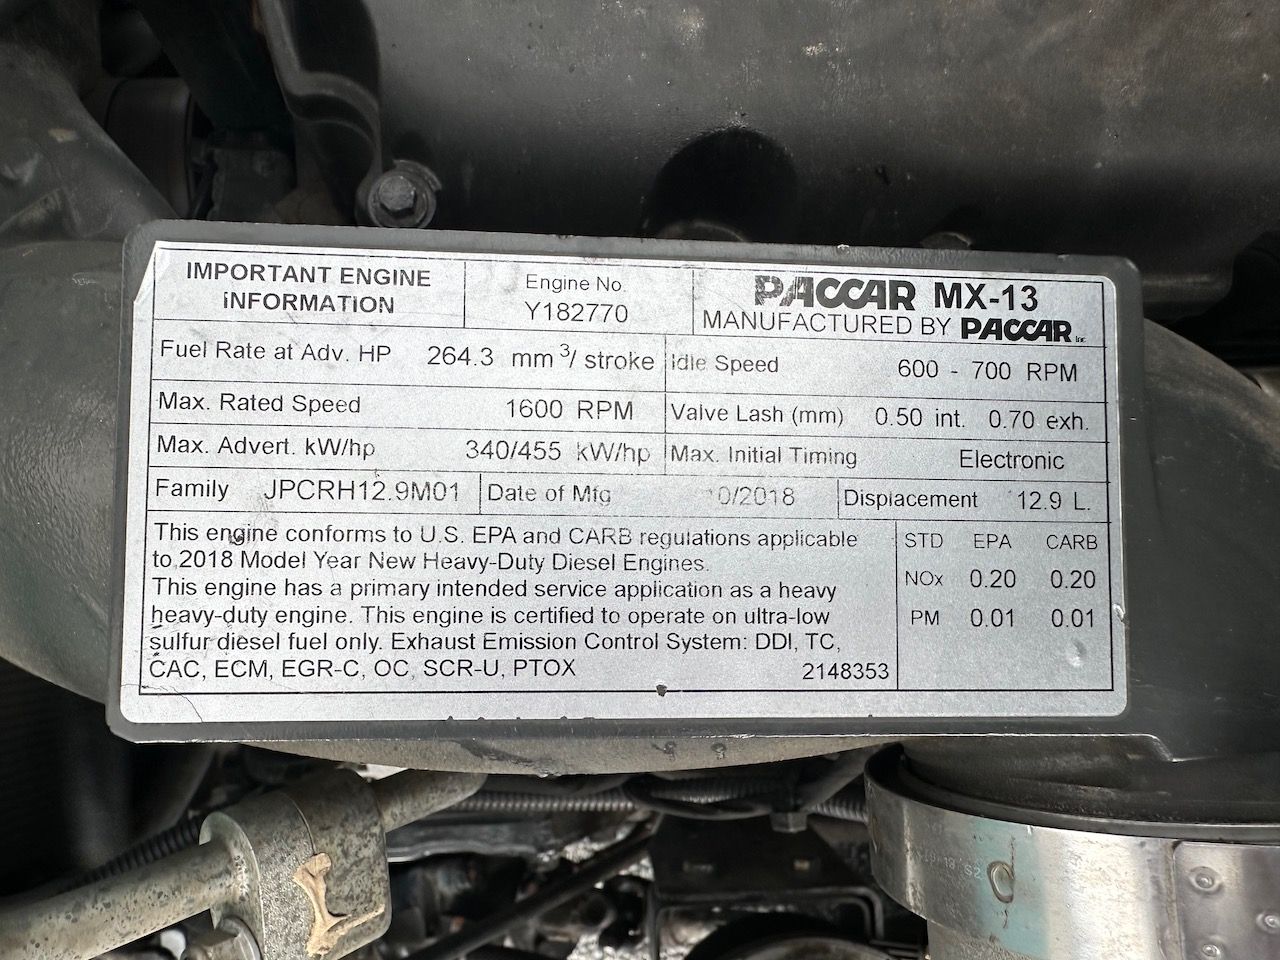 IMPORTANT ENGINE
INFORMATION
Engine No.
Y182770
PACCAR MX-13
MANUFACTURED BY PACCAR Inc
Fuel Rate at Adv. HP 264.3 mm3/ stroke
Idle Speed 600 - 700 RPM
Max. Rated Speed 1600 RPM
Valve Lash (mm) 0.50 int. 0.70 exh.
Max. Advert. kW/hp 340/455 kW/hp
Max. Initial Timing Electronic
Family JPCRH12.9M01
Date of Mfg 0/2018
Displacement 12.9 L.
This engine conforms to U.S. EPA and CARB regulations applicable
to 2018 Model Year New Heavy-Duty Diesel Engines.
This engine has a primary intended service application as a heavy
heavy-duty engine. This engine is certified to operate on ultra-low
sulfur diesel fuel only. Exhaust Emission Control System: DDI, TC,
CAC, ECM, EGR-C, OC, SCR-U, PTOX 2148353
STD EPA CARB
NOx 0.20 0.20
PM 0.01 0.01